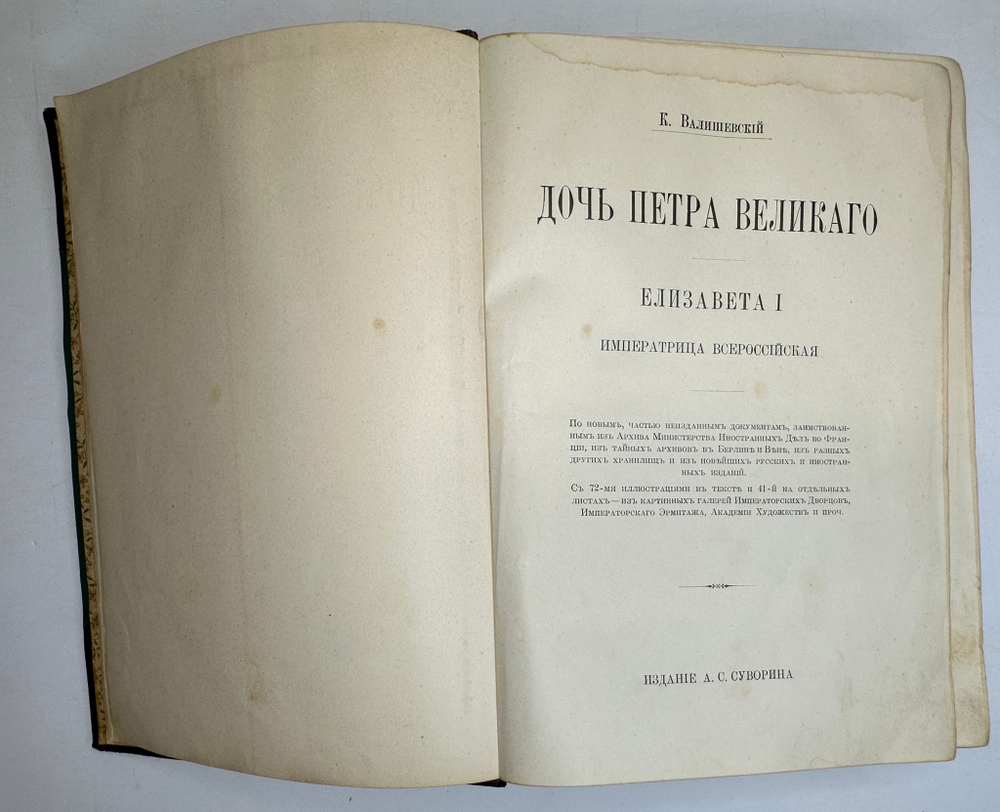 К. Валишевскій
ДОЧЬ ПЕТРА ВЕЛИКАГО
ЕЛИЗАВЕТА I
ИМПЕРАТРИЦА ВСЕРОССІЙСКАЯ
По новымъ, частью неизданнымъ документамъ, заимствован-
нымъ изъ Архива Министерства Иностранныхъ Дѣлъ во Фран-
ціи, изъ тайныхъ архивовъ въ Берлинѣ и Вѣнѣ, изъ разныхъ
другихъ хранилищъ и изъ новѣйшихъ русскихъ и иностран-
ныхъ изданій.
Съ 72-мя иллюстраціями въ текстѣ и 41-й на отдѣльныхъ
листахъ—изъ картинныхъ галерей Императорскихъ Дворцовъ,
Императорскаго Эрмитажа, Академіи Художествъ и проч.
ИЗДАНІЕ А. С. СУВОРИНА